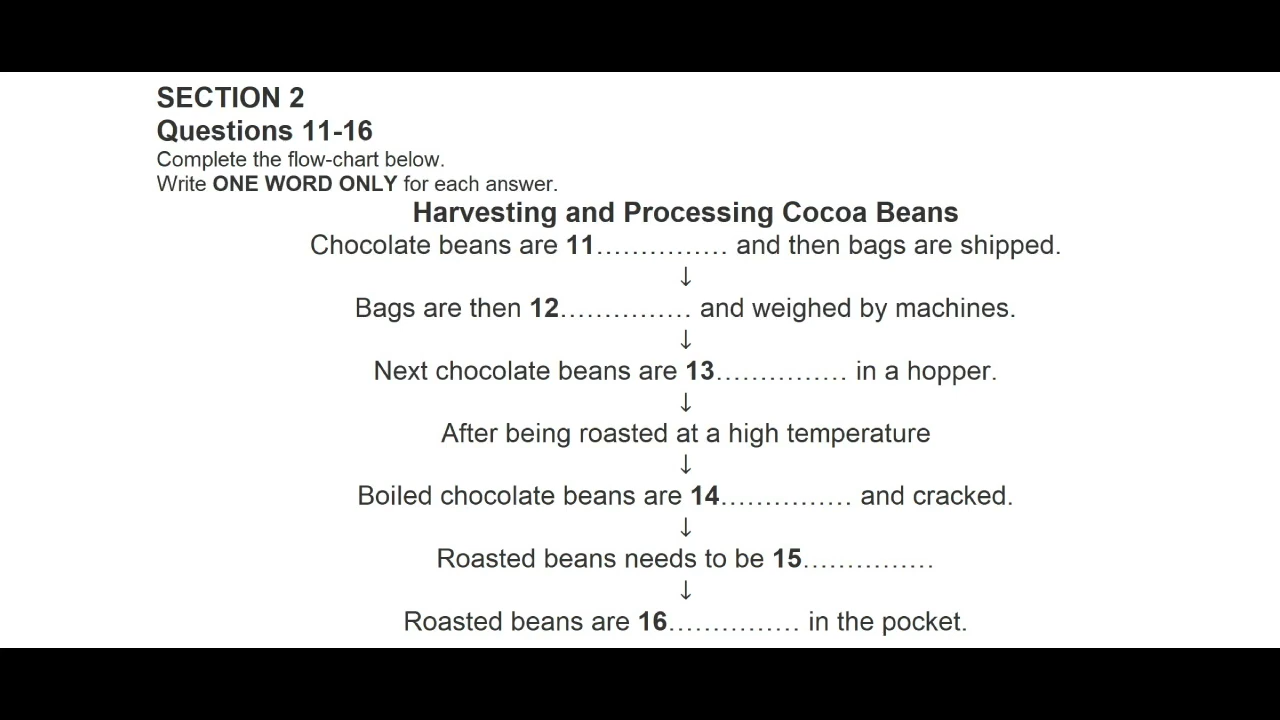 SECTION 2
Questions 11-16
Complete the flow-chart below.
Write ONE WORD ONLY for each answer.
Harvesting and Processing Cocoa Beans
Chocolate beans are 11…………… and then bags are shipped.
↓
Bags are then 12…………… and weighed by machines.
↓
Next chocolate beans are 13…………… in a hopper.
↓
After being roasted at a high temperature
↓
Boiled chocolate beans are 14…………… and cracked.
↓
Roasted beans needs to be 15……………
↓
Roasted beans are 16…………… in the pocket.